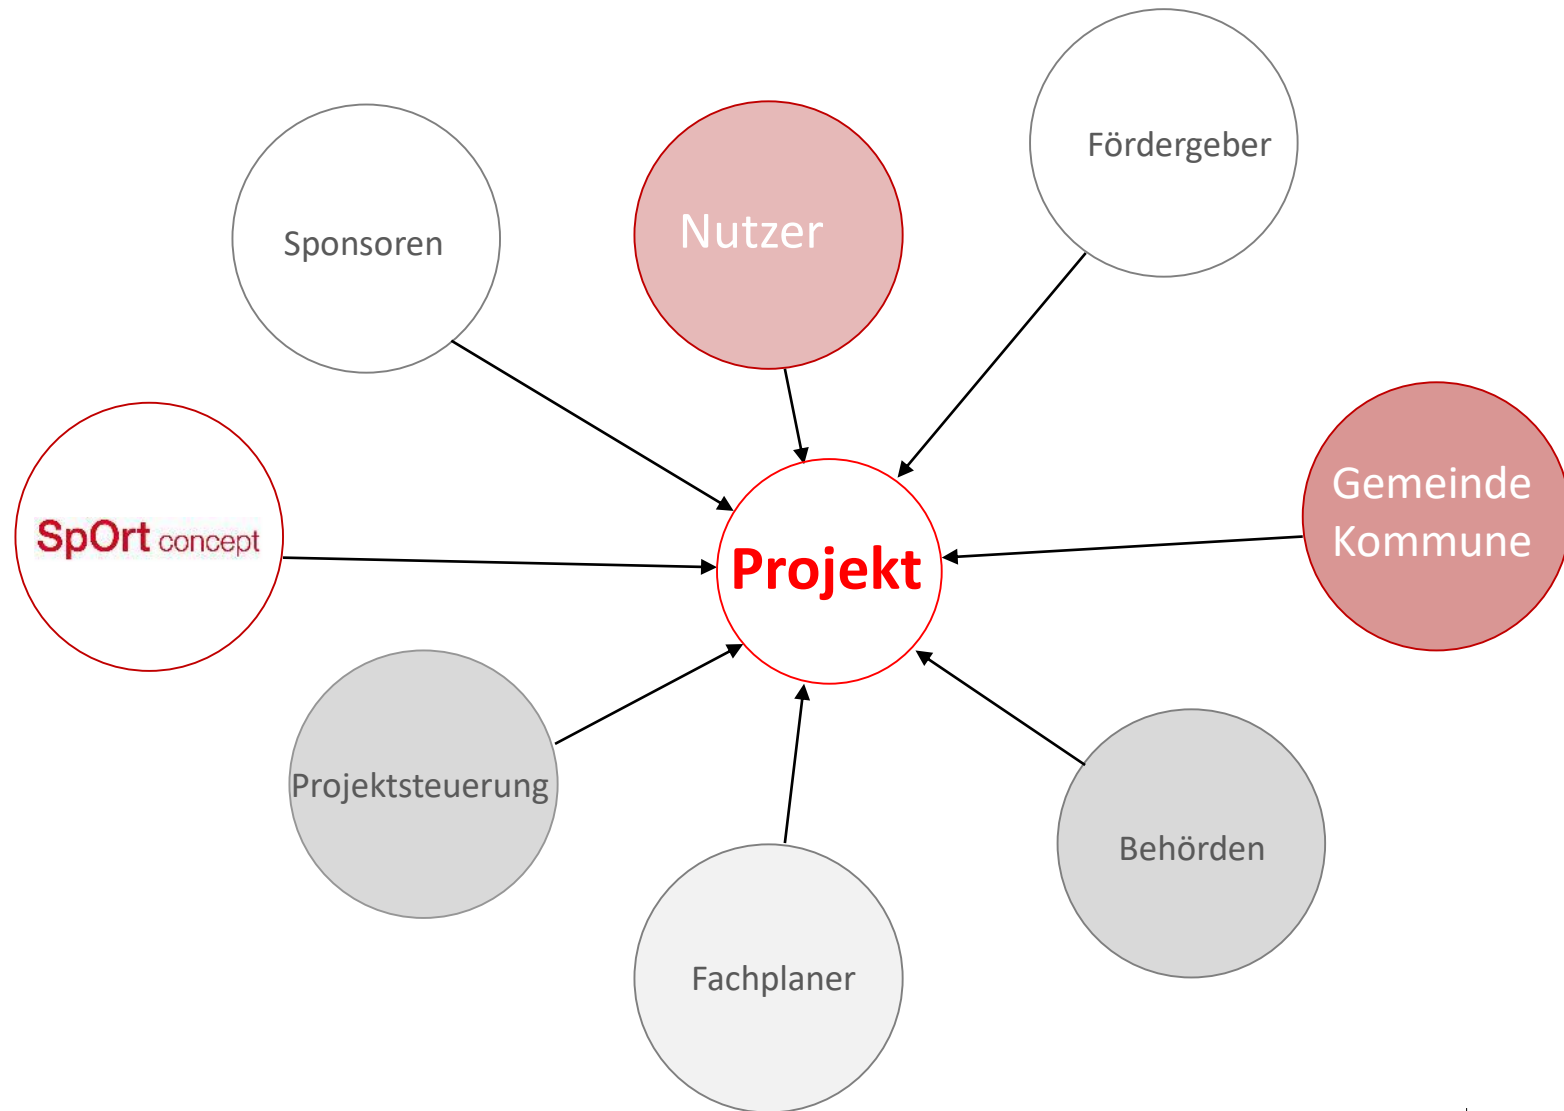 Fördergeber
Nutzer
Sponsoren
Gemeinde
Kommune
SpOrt concept
Projekt
Projektsteuerung
Behörden
Fachplaner